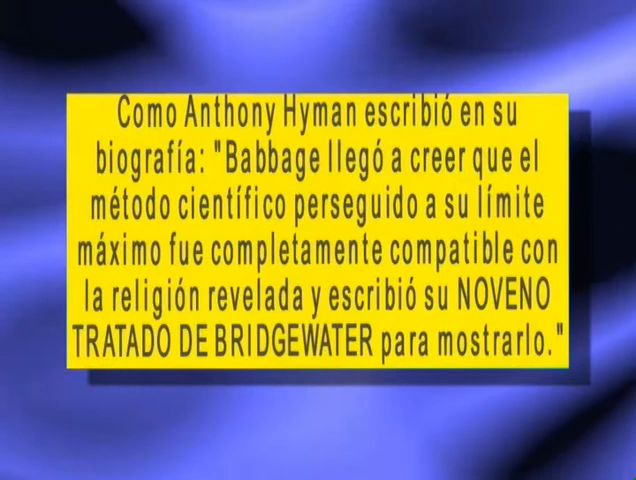 Como Anthony Hyman escribió en su
biografía: "Babbage llegó a creer que el
método científico perseguido a su límite
máximo fue completamente compatible con
la religión revelada y escribió su NOVENO
TRATADO DE BRIDGEWATER para mostrarlo."